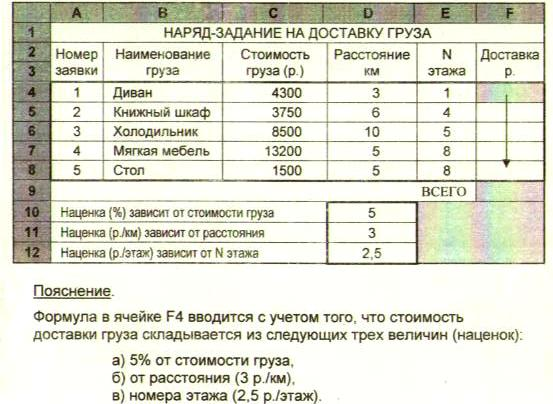 A B C D E F
1 НАРЯД-ЗАДАНИЕ НА ДОСТАВКУ ГРУЗА
2 Номер Наименование Стоимость Расстояние N Доставка
3 заявки груза груза (р.) км этажа р.
4 1 Диван 4300 3 1
5 2 Книжный шкаф 3750 6 4
6 3 Холодильник 8500 10 5
7 4 Мягкая мебель 13200 5 8
8 5 Стол 1500 5 8
9 ВСЕГО
10 Наценка (%) зависит от стоимости груза 5
11 Наценка (р./км) зависит от расстояния 3
12 Наценка (р./этаж) зависит от N этажа 2,5
Пояснение.
Формула в ячейке F4 вводится с учетом того, что стоимость
доставки груза складывается из следующих трех величин (наценок):
а) 5% от стоимости груза,
б) от расстояния (3 р./км),
в) номера этажа (2,5 р./этаж).